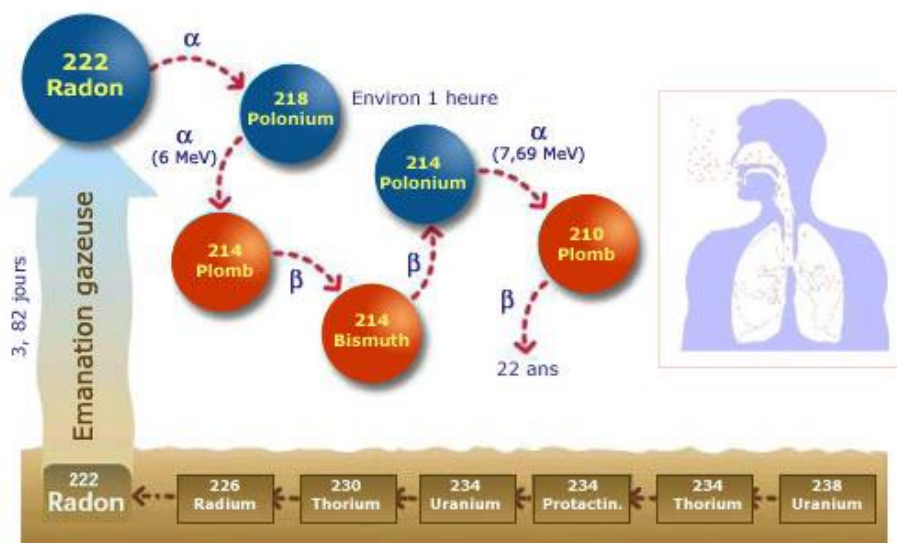 222
Radon
α
218
Polonium
Environ 1 heure
α
(6 MeV)
214
Plomb
β
214
Bismuth
β
214
Polonium
α
(7,69 MeV)
210
Plomb
β
22 ans
3, 82 jours
Emanation gazeuse
222
Radon
226
Radium
230
Thorium
234
Uranium
234
Protactin.
234
Thorium
238
Uranium